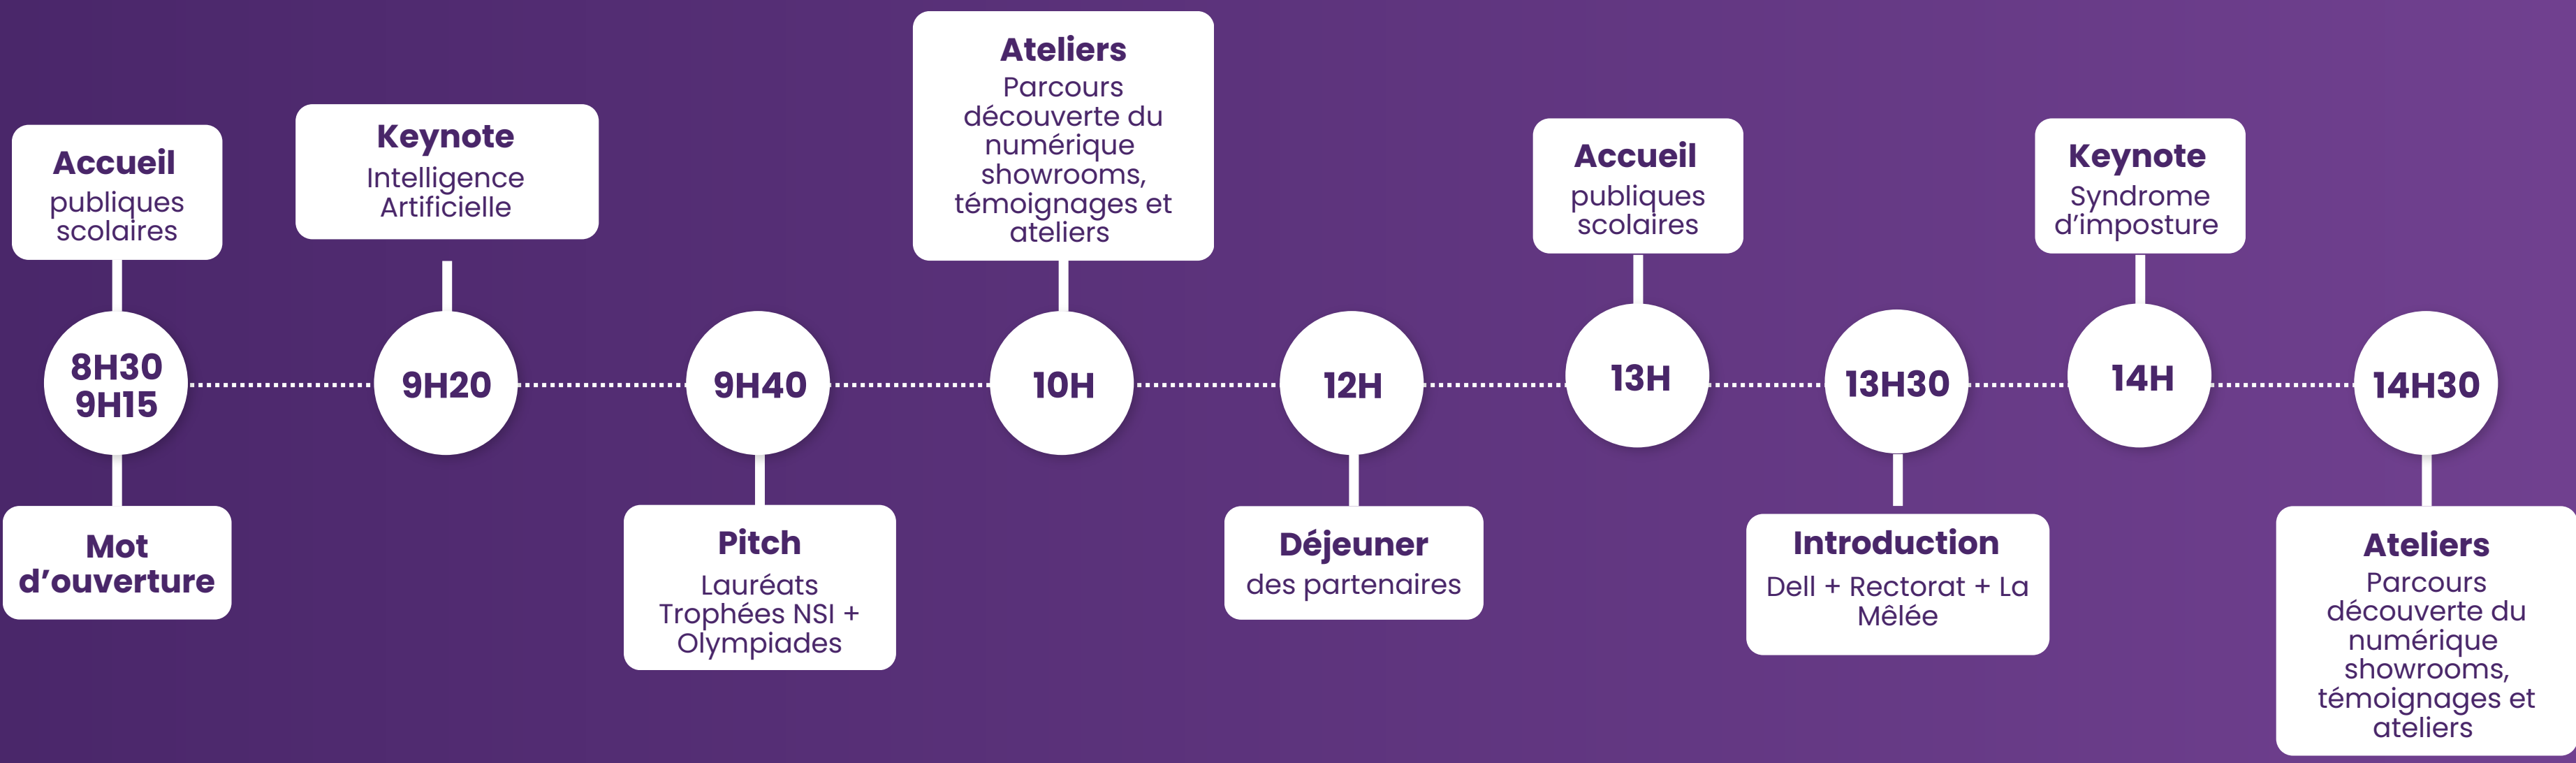 Accueil
publiques
scolaires
8H30
9H15
Mot
d’ouverture
Keynote
Intelligence
Artificielle
9H20
9H40
Pitch
Lauréats
Trophées NSI +
Olympiades
Ateliers
Parcours
découverte du
numérique
showrooms,
témoignages et
ateliers
10H
12H
Déjeuner
des partenaires
Accueil
publiques
scolaires
13H
13H30
Introduction
Dell + Rectorat + La
Mêlée
Keynote
Syndrome
d’imposture
14H
14H30
Ateliers
Parcours
découverte du
numérique
showrooms,
témoignages et
ateliers